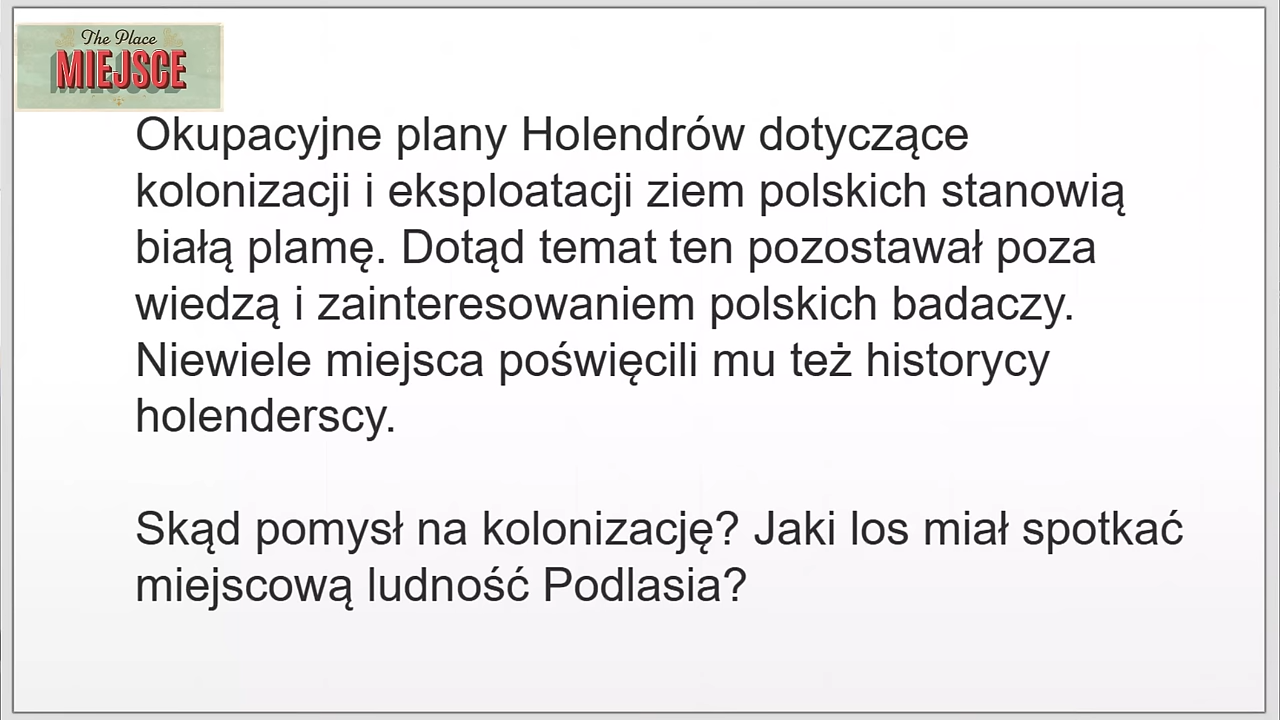 The Place
MIEJSCE
Okupacyjne plany Holendrów dotyczące
kolonizacji i eksploatacji ziem polskich stanowią
białą plamę. Dotąd temat ten pozostawał poza
wiedzą i zainteresowaniem polskich badaczy.
Niewiele miejsca poświęcili mu też historycy
holenderscy.
Skąd pomysł na kolonizację? Jaki los miał spotkać
miejscową ludność Podlasia?